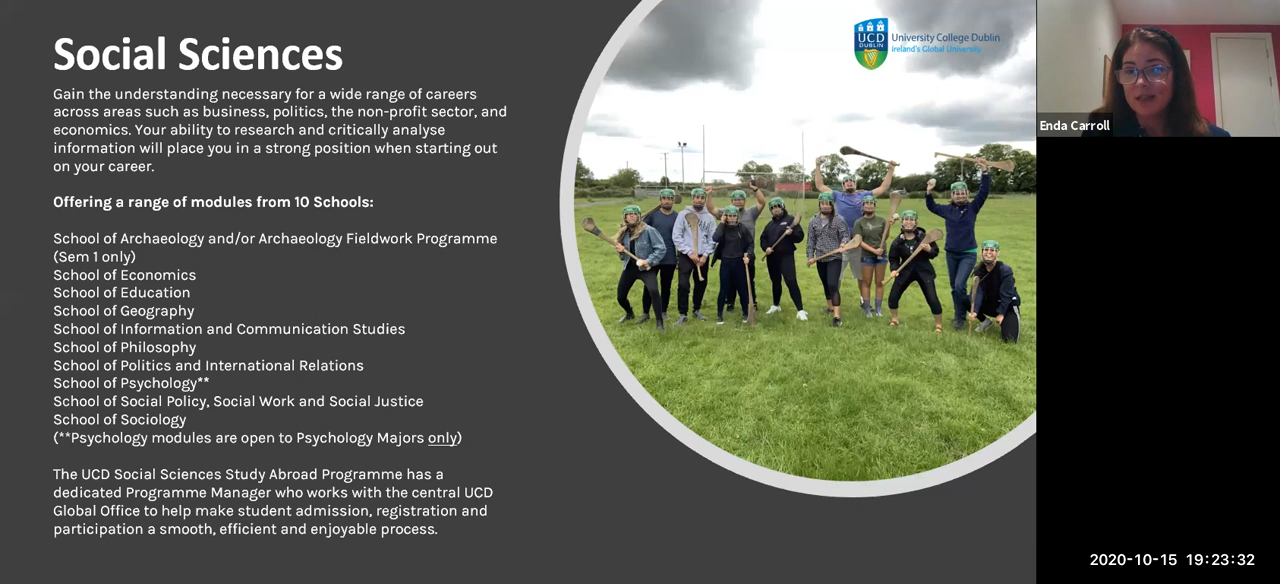 Social Sciences
Gain the understanding necessary for a wide range of careers
across areas such as business, politics, the non-profit sector, and
economics. Your ability to research and critically analyse
information will place you in a strong position when starting out
on your career.
Offering a range of modules from 10 Schools:
School of Archaeology and/or Archaeology Fieldwork Programme
(Sem 1 only)
School of Economics
School of Education
School of Geography
School of Information and Communication Studies
School of Philosophy
School of Politics and International Relations
School of Psychology**
School of Social Policy, Social Work and Social Justice
School of Sociology
(**Psychology modules are open to Psychology Majors only)
The UCD Social Sciences Study Abroad Programme has a
dedicated Programme Manager who works with the central UCD
Global Office to help make student admission, registration and
participation a smooth, efficient and enjoyable process.
UCD
DUBLIN
University College Dublin
Ireland's Global University
Enda Carroll
2020-10-15 19:23:32